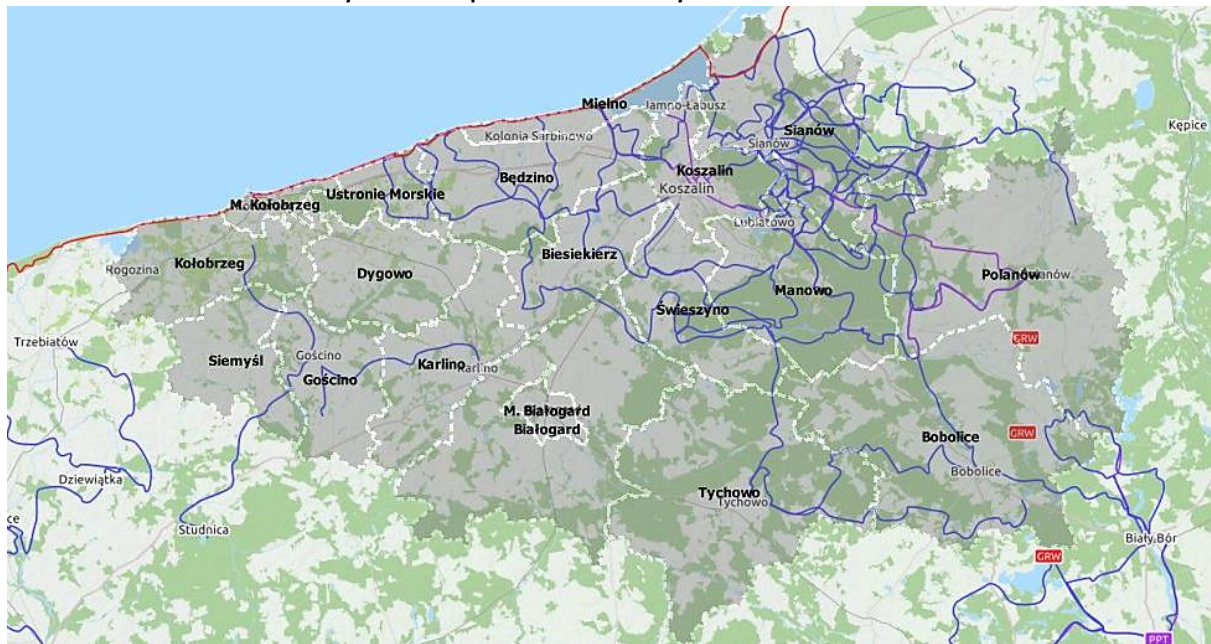 Mielno
Jamno-Łabusz
Kępice
Kolonia Sarbinowo
Sianów
Sianów
Koszalin
Będzino
Koszalin
Ustronie Morskie
M. Kołobrzeg
Lubiatowo
Biesiekierz
Kołobrzeg
Rogozina
Dygowo
Polanów
Manowo
Świeszyno
Trzebiatów
GRW
Gościno
Siemyśl
Karlino
Karlino
Gościno
M. Białogard
Białogard
GRW
Bobolice
Bobolice
Dziewiątka
Tychowo
Tychowo
Studnica
Biały Bór
GRW
PPT